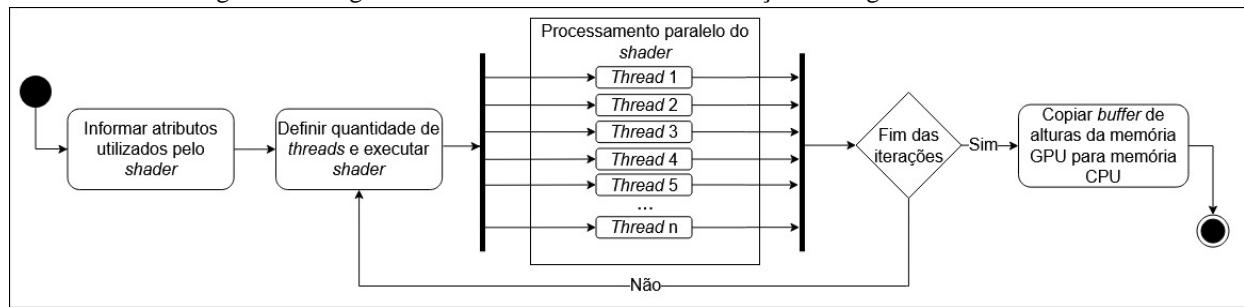 Informar atributos
utilizados pelo
shader
Definir quantidade de
threads e executar
shader
Processamento paralelo do
shader
Thread 1
Thread 2
Thread 3
Thread 4
Thread 5
...
Thread n
Fim das
iterações
Sim
Não
Copiar buffer de
alturas da memória
GPU para memória
CPU